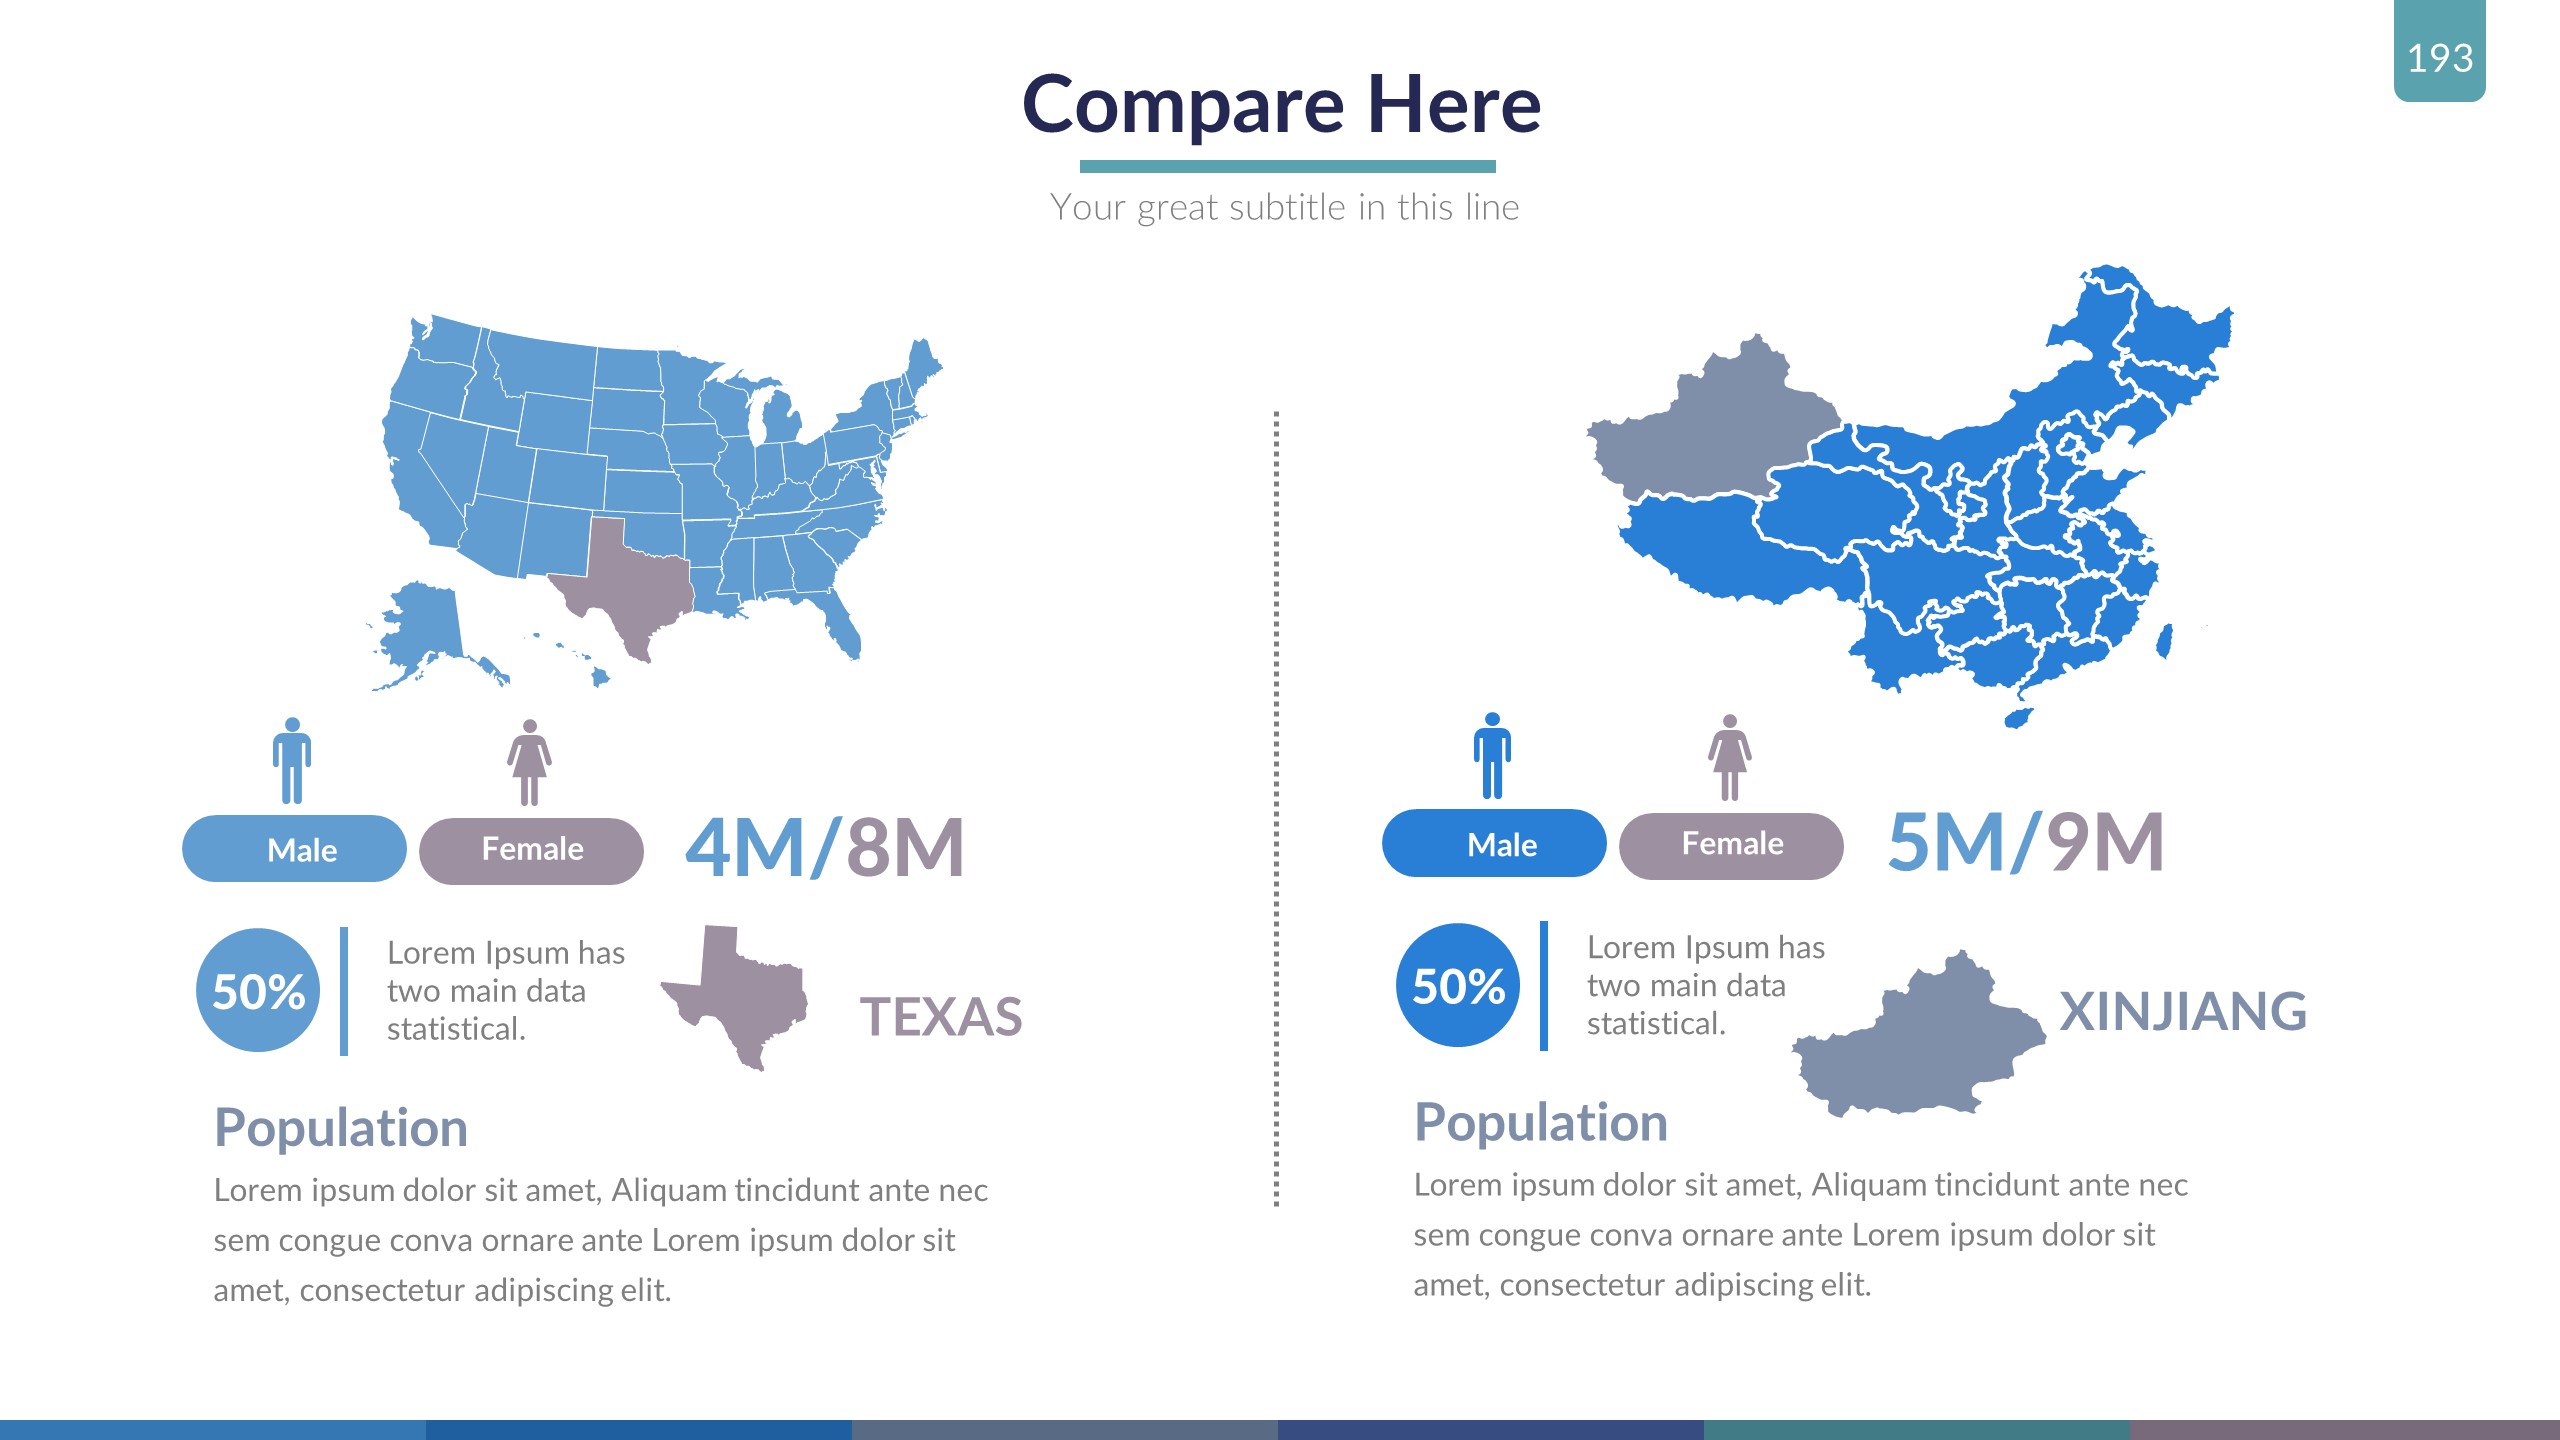 193
Compare Here
Your great subtitle in this line
Male
Female
4M/8M
50%
Lorem Ipsum has
two main data
statistical.
TEXAS
Population
Lorem ipsum dolor sit amet, Aliquam tincidunt ante nec
sem congue conva ornare ante Lorem ipsum dolor sit
amet, consectetur adipiscing elit.
Male
Female
5M/9M
50%
Lorem Ipsum has
two main data
statistical.
XINJIANG
Population
Lorem ipsum dolor sit amet, Aliquam tincidunt ante nec
sem congue conva ornare ante Lorem ipsum dolor sit
amet, consectetur adipiscing elit.